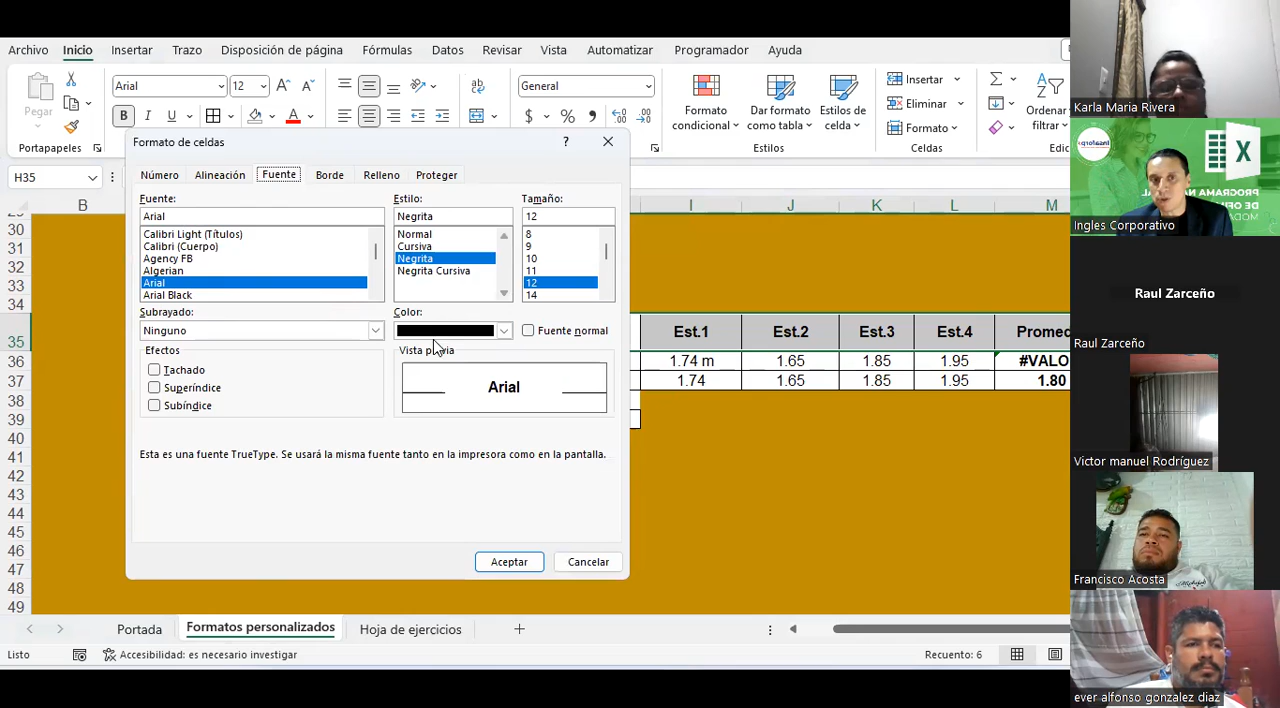 Archivo Inicio Insertar Trazo Disposición de página Fórmulas Datos Revisar Vista Automatizar Programador Ayuda
Pegar
Portapapeles
Arial 12
General
Formato condicional
Dar formato como tabla
Estilos de celda
Estilos
Insertar
Eliminar
Formato
Celdas
Ordenar
filtrar
H35
Formato de celdas
Número Alineación Fuente Borde Relleno Proteger
Fuente: Estilo: Tamaño:
Arial Negrita 12
Calibri Light (Títulos) Normal 8
Calibri (Cuerpo) Cursiva 9
Agency FB Negrita 10
Algerian Negrita Cursiva 11
Arial 12
Arial Black 14
Subrayado: Color:
Ninguno Fuente normal
Efectos
Tachado
Superíndice
Subíndice
Arial
Esta es una fuente TrueType. Se usará la misma fuente tanto en la impresora como en la pantalla.
Aceptar Cancelar
B I J K L M
30
31
32
33
34
35 Est.1 Est.2 Est.3 Est.4 Prome
36 1.74 m 1.65 1.85 1.95 #VALO
37 1.74 1.65 1.85 1.95 1.80
38
39
40
41
42
43
44
45
46
47
48
49
Portada Formatos personalizados Hoja de ejercicios
Listo Accesibilidad: es necesario investigar Recuento: 6
Karla Maria Rivera
Ingles Corporativo
Raul Zarceño
Raul Zarceño
Victor manuel Rodríguez
Francisco Acosta
ever alfonso gonzalez diaz